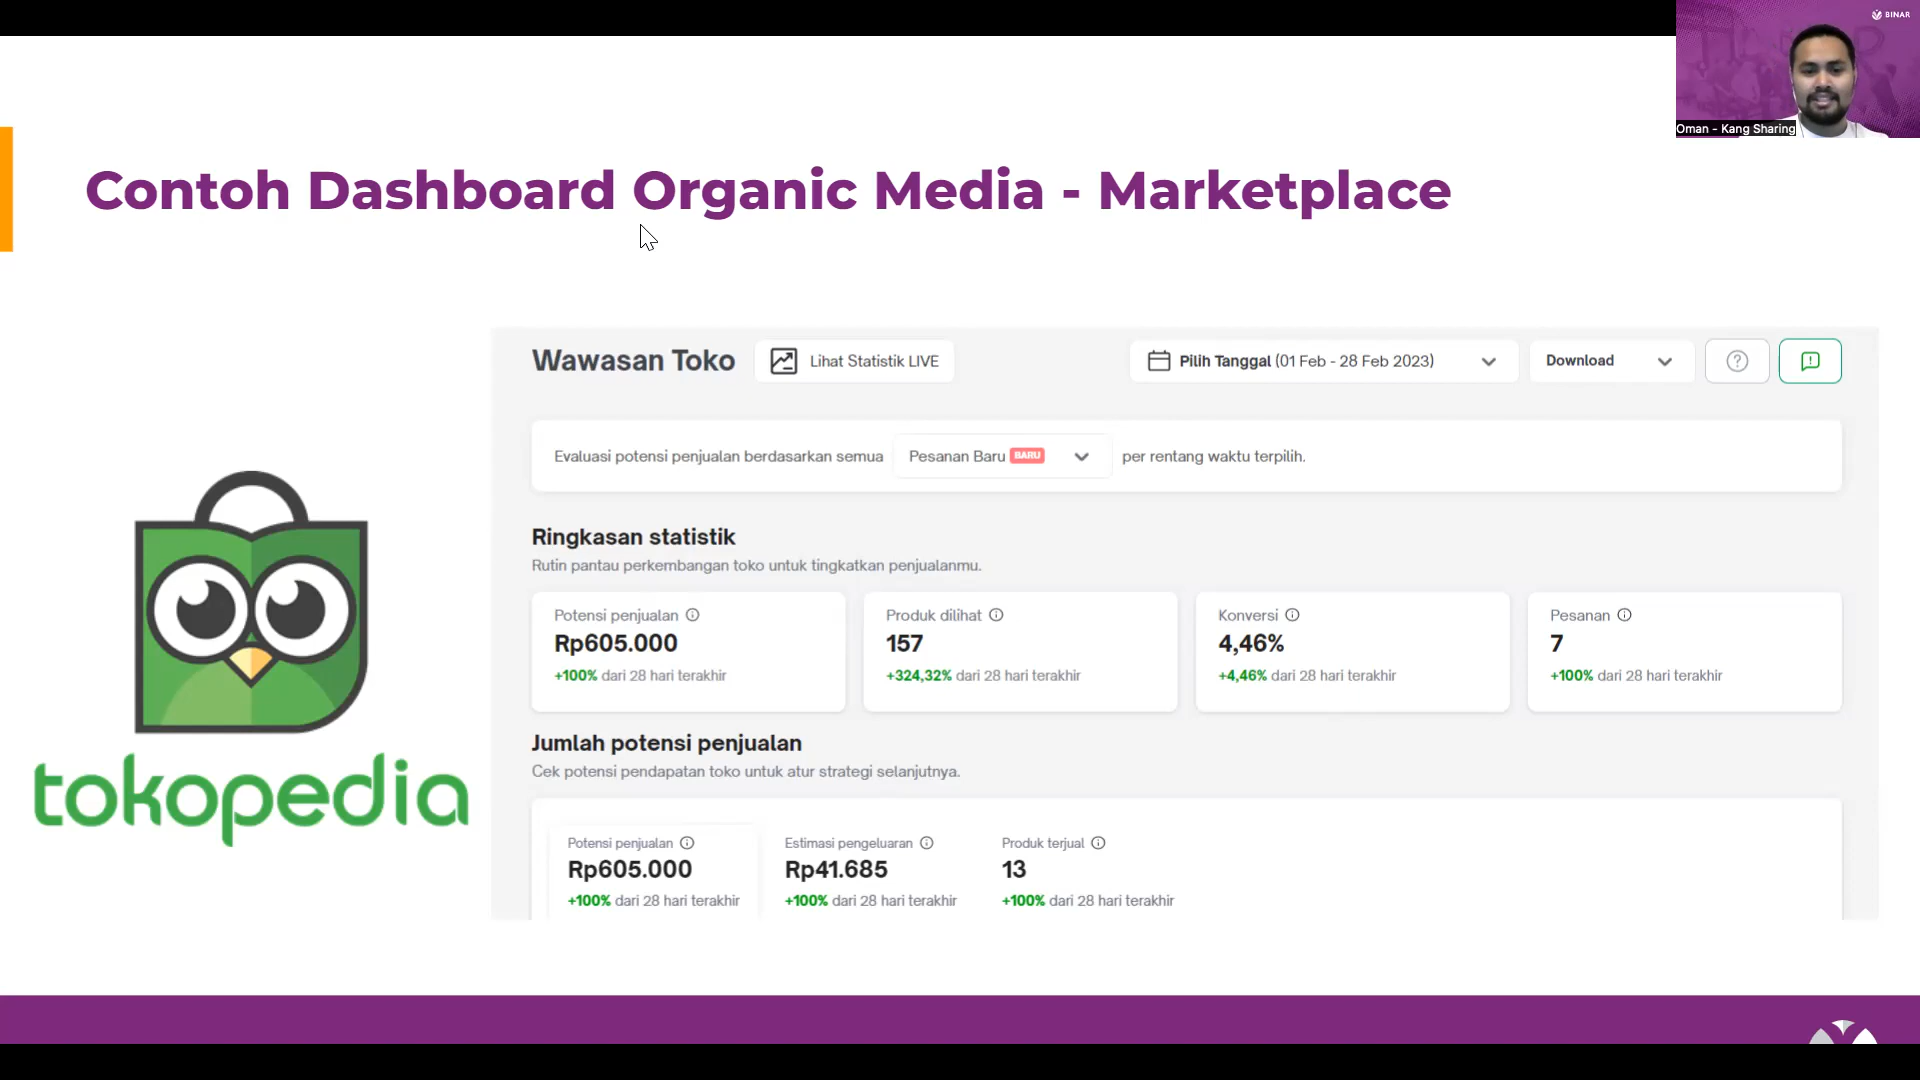 BINAR
Oman - Kang Sharing
Contoh Dashboard Organic Media - Marketplace
Wawasan Toko
Lihat Statistik LIVE
Pilih Tanggal (01 Feb - 28 Feb 2023)
Download
Evaluasi potensi penjualan berdasarkan semua Pesanan Baru BARU per rentang waktu terpilih.
Ringkasan statistik
Rutin pantau perkembangan toko untuk tingkatkan penjualanmu.
Potensi penjualan
Rp605.000
+100% dari 28 hari terakhir
Produk dilihat
157
+324,32% dari 28 hari terakhir
Konversi
4,46%
+4,46% dari 28 hari terakhir
Pesanan
7
+100% dari 28 hari terakhir
Jumlah potensi penjualan
Cek potensi pendapatan toko untuk atur strategi selanjutnya.
Potensi penjualan
Rp605.000
+100% dari 28 hari terakhir
Estimasi pengeluaran
Rp41.685
+100% dari 28 hari terakhir
Produk terjual
13
+100% dari 28 hari terakhir
tokopedia